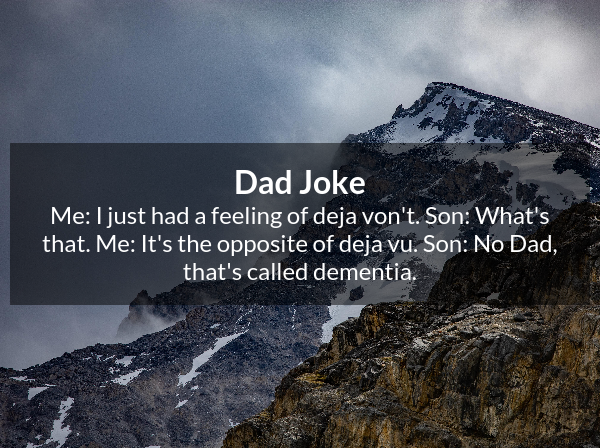 Dad Joke
Me: I just had a feeling of deja von't. Son: What's
that. Me: It's the opposite of deja vu. Son: No Dad,
that's called dementia.